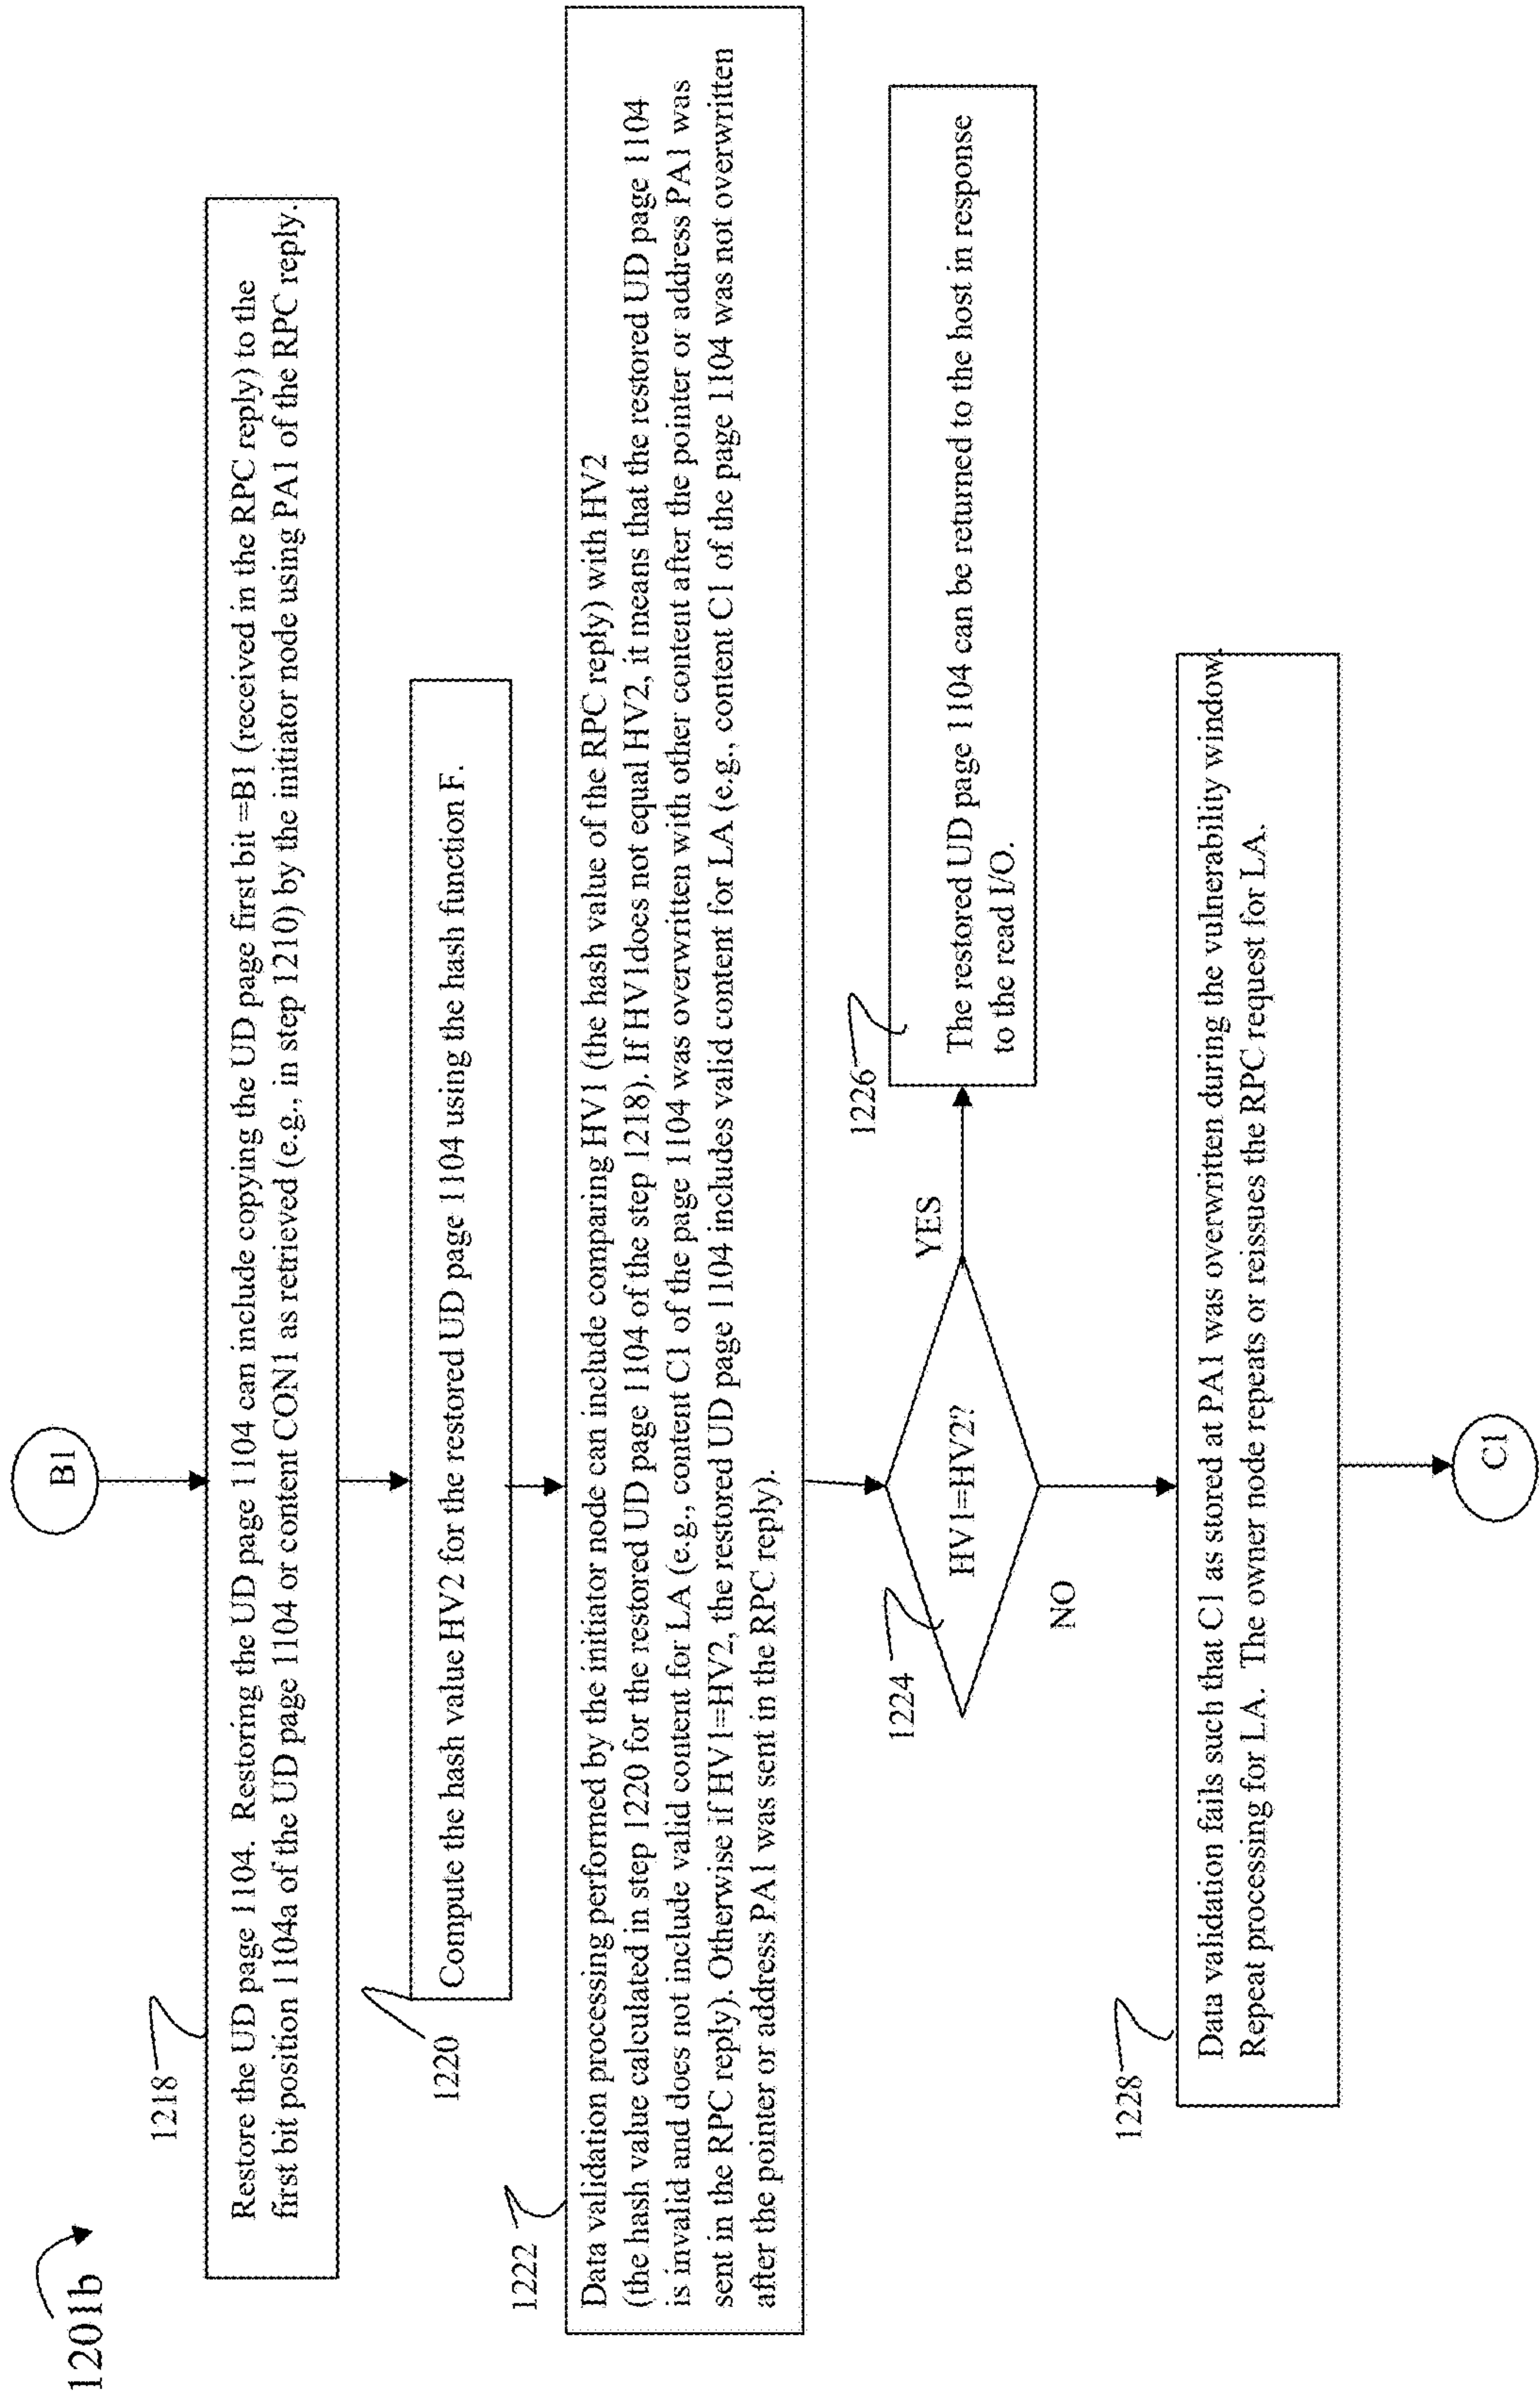 1201b
B1
1218
Restore the UD page 1104. Restoring the UD page 1104 can include copying the UD page first bit =B1 (received in the RPC reply) to the
first bit position 1104a of the UD page 1104 or content CON1 as retrieved (e.g., in step 1210) by the initiator node using PA1 of the RPC reply.
1220
Compute the hash value HV2 for the restored UD page 1104 using the hash function F.
1222
Data validation processing performed by the initiator node can include comparing HV1 (the hash value of the RPC reply) with HV2
(the hash value calculated in step 1220 for the restored UD page 1104 of the step 1218). If HV1does not equal HV2, it means that the restored UD page 1104
is invalid and does not include valid content for LA (e.g., content C1 of the page 1104 was overwritten with other content after the pointer or address PA1 was
sent in the RPC reply). Otherwise if HV1=HV2, the restored UD page 1104 includes valid content for LA (e.g., content C1 of the page 1104 was not overwritten
after the pointer or address PA1 was sent in the RPC reply).
1224
HV1=HV2?
YES
1226
The restored UD page 1104 can be returned to the host in response
to the read I/O.
NO
1228
Data validation fails such that C1 as stored at PA1 was overwritten during the vulnerability window.
Repeat processing for LA. The owner node repeats or reissues the RPC request for LA.
C1